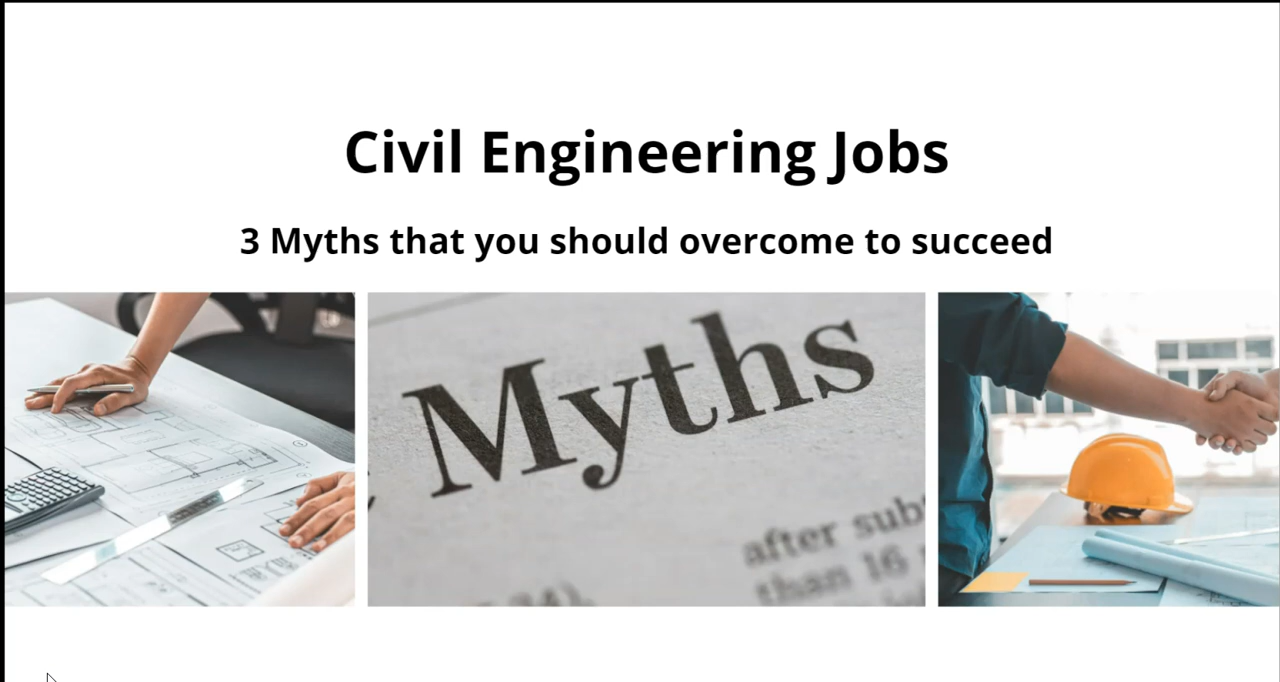 Civil Engineering Jobs
3 Myths that you should overcome to succeed
Myths
after sub
than 16